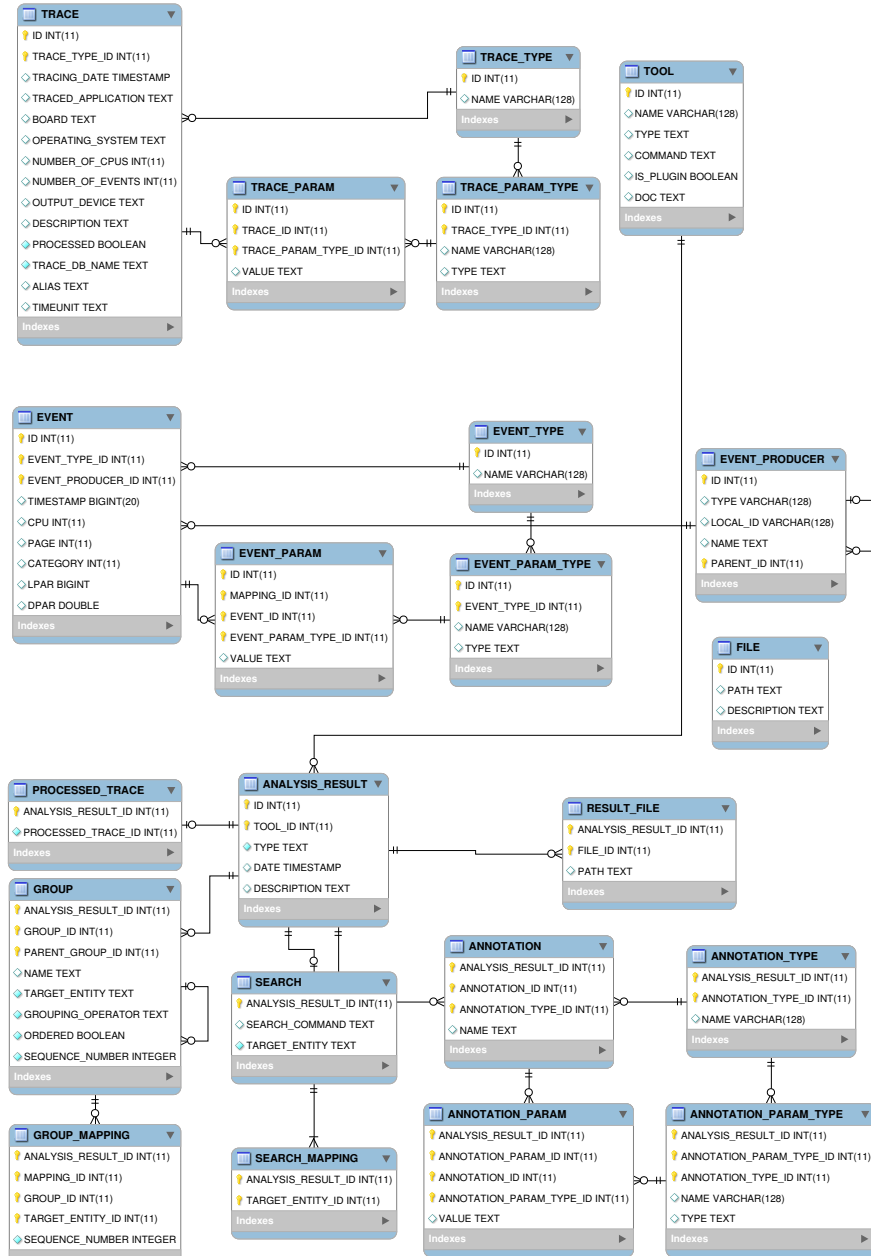 TRACE
ID INT(11)
TRACE_TYPE_ID INT(11)
TRACING_DATE TIMESTAMP
TRACED_APPLICATION TEXT
BOARD TEXT
OPERATING_SYSTEM TEXT
NUMBER_OF_CPUS INT(11)
NUMBER_OF_EVENTS INT(11)
OUTPUT_DEVICE TEXT
DESCRIPTION TEXT
PROCESSED BOOLEAN
TRACE_DB_NAME TEXT
ALIAS TEXT
TIMEUNIT TEXT
Indexes
TRACE_TYPE
ID INT(11)
NAME VARCHAR(128)
Indexes
TOOL
ID INT(11)
NAME VARCHAR(128)
TYPE TEXT
COMMAND TEXT
IS_PLUGIN BOOLEAN
DOC TEXT
Indexes
TRACE_PARAM
ID INT(11)
TRACE_ID INT(11)
TRACE_PARAM_TYPE_ID INT(11)
VALUE TEXT
Indexes
TRACE_PARAM_TYPE
ID INT(11)
TRACE_TYPE_ID INT(11)
NAME VARCHAR(128)
TYPE TEXT
Indexes
EVENT
ID INT(11)
EVENT_TYPE_ID INT(11)
EVENT_PRODUCER_ID INT(11)
TIMESTAMP BIGINT(20)
CPU INT(11)
PAGE INT(11)
CATEGORY INT(11)
LPAR BIGINT
DPAR DOUBLE
Indexes
EVENT_TYPE
ID INT(11)
NAME VARCHAR(128)
Indexes
EVENT_PRODUCER
ID INT(11)
TYPE VARCHAR(128)
LOCAL_ID VARCHAR(128)
NAME TEXT
PARENT_ID INT(11)
Indexes
EVENT_PARAM
ID INT(11)
MAPPING_ID INT(11)
EVENT_ID INT(11)
EVENT_PARAM_TYPE_ID INT(11)
VALUE TEXT
Indexes
EVENT_PARAM_TYPE
ID INT(11)
EVENT_TYPE_ID INT(11)
NAME VARCHAR(128)
TYPE TEXT
Indexes
FILE
ID INT(11)
PATH TEXT
DESCRIPTION TEXT
Indexes
PROCESSED_TRACE
ANALYSIS_RESULT_ID INT(11)
PROCESSED_TRACE_ID INT(11)
Indexes
ANALYSIS_RESULT
ID INT(11)
TOOL_ID INT(11)
TYPE TEXT
DATE TIMESTAMP
DESCRIPTION TEXT
Indexes
RESULT_FILE
ANALYSIS_RESULT_ID INT(11)
FILE_ID INT(11)
PATH TEXT
Indexes
GROUP
ANALYSIS_RESULT_ID INT(11)
GROUP_ID INT(11)
PARENT_GROUP_ID INT(11)
NAME TEXT
TARGET_ENTITY TEXT
GROUPING_OPERATOR TEXT
ORDERED BOOLEAN
SEQUENCE_NUMBER INTEGER
Indexes
SEARCH
ANALYSIS_RESULT_ID INT(11)
SEARCH_COMMAND TEXT
TARGET_ENTITY TEXT
Indexes
ANNOTATION
ANALYSIS_RESULT_ID INT(11)
ANNOTATION_ID INT(11)
ANNOTATION_TYPE_ID INT(11)
NAME TEXT
Indexes
ANNOTATION_TYPE
ANALYSIS_RESULT_ID INT(11)
ANNOTATION_TYPE_ID INT(11)
NAME VARCHAR(128)
Indexes
GROUP_MAPPING
ANALYSIS_RESULT_ID INT(11)
MAPPING_ID INT(11)
GROUP_ID INT(11)
TARGET_ENTITY_ID INT(11)
SEQUENCE_NUMBER INTEGER
SEARCH_MAPPING
ANALYSIS_RESULT_ID INT(11)
TARGET_ENTITY_ID INT(11)
Indexes
ANNOTATION_PARAM
ANALYSIS_RESULT_ID INT(11)
ANNOTATION_PARAM_ID INT(11)
ANNOTATION_ID INT(11)
ANNOTATION_PARAM_TYPE_ID INT(11)
VALUE TEXT
Indexes
ANNOTATION_PARAM_TYPE
ANALYSIS_RESULT_ID INT(11)
ANNOTATION_PARAM_TYPE_ID INT(11)
ANNOTATION_TYPE_ID INT(11)
NAME VARCHAR(128)
TYPE TEXT
Indexes